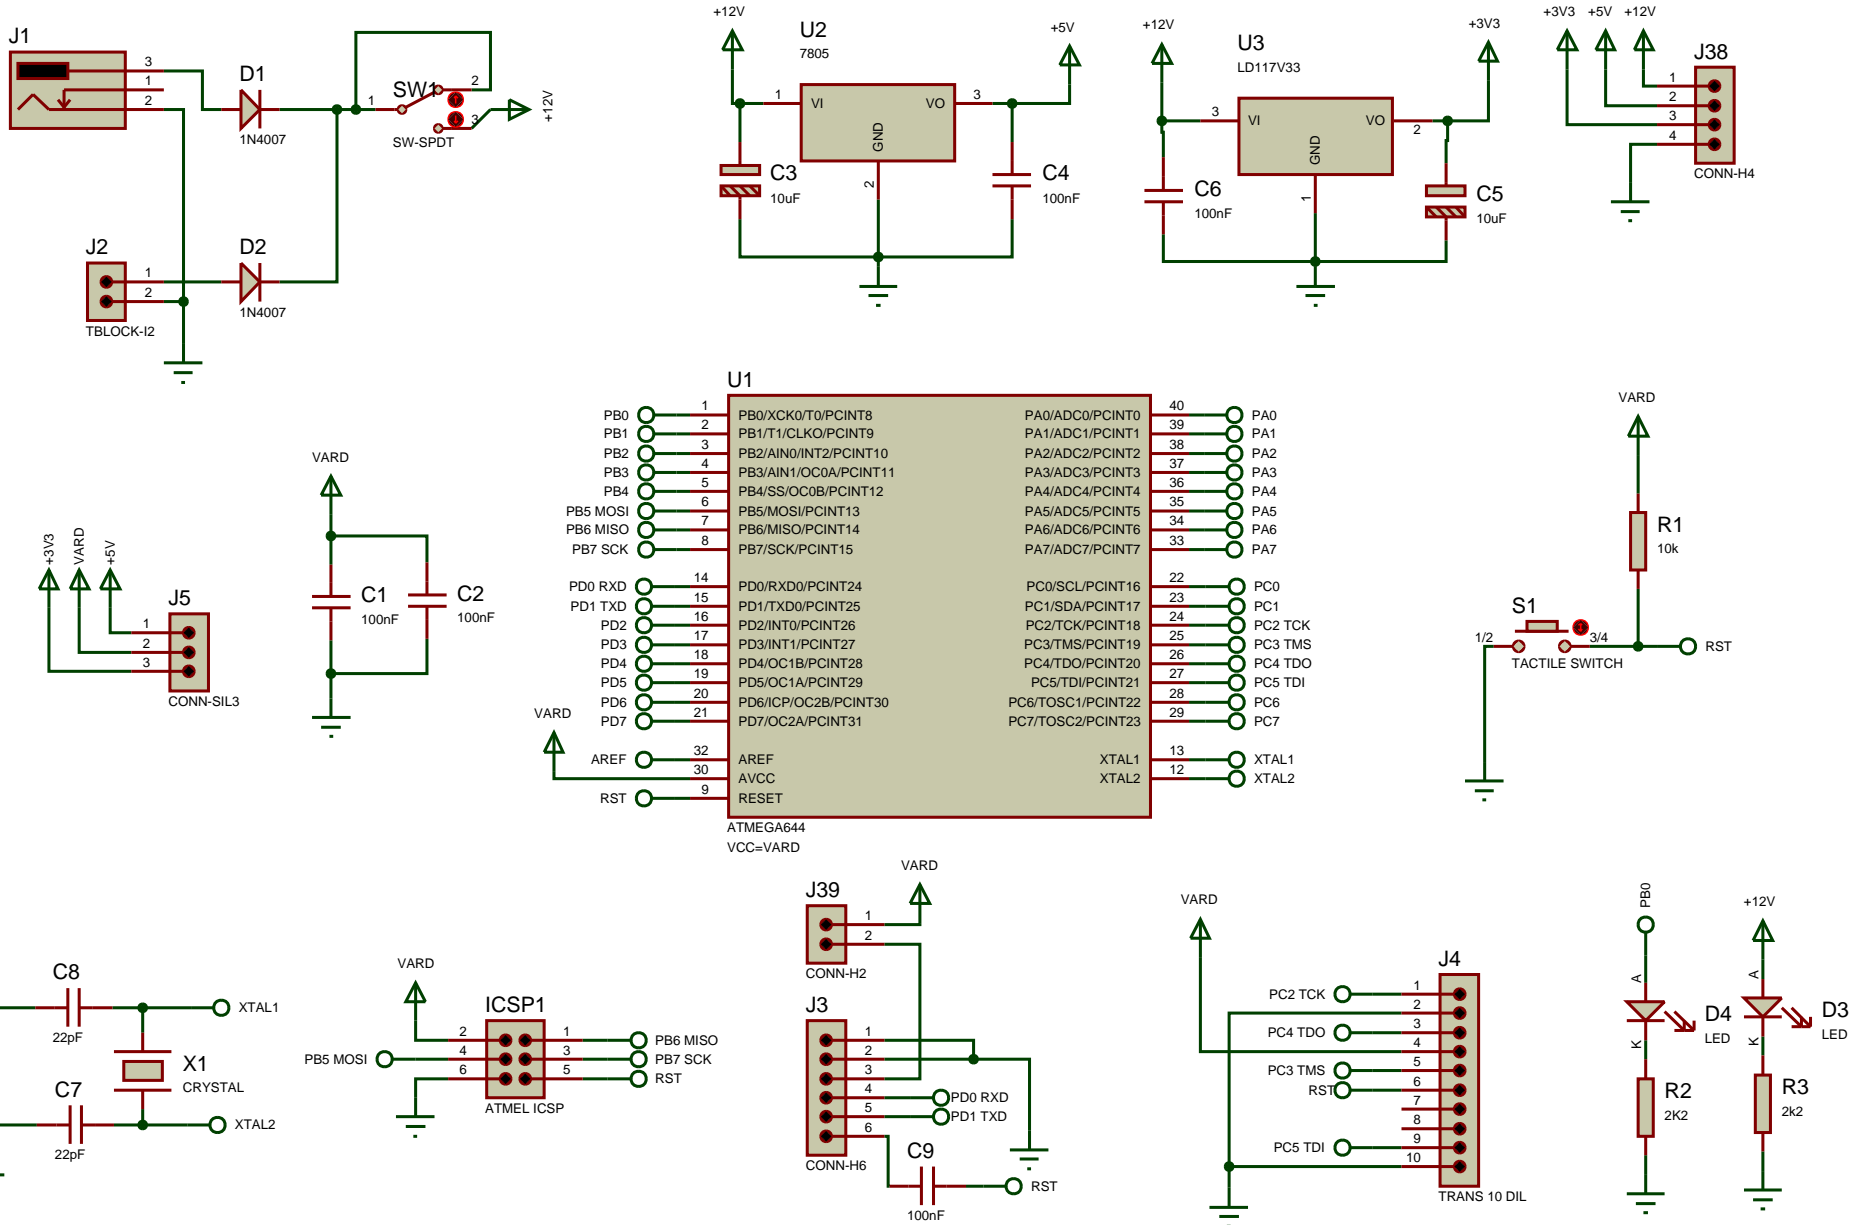 J1
3
1
2
D1
1N4007
SW1
1
2
3
SW-SPDT
+12V
J2
1
2
TBLOCK-I2
D2
1N4007
+12V
U2
7805
+5V
1
VI
VO
3
GND
2
C3
10uF
C4
100nF
+12V
U3
LD117V33
+3V3
3
VI
VO
2
GND
1
C6
100nF
C5
10uF
+3V3 +5V +12V
J38
1
2
3
4
CONN-H4
+3V3
VARD
+5V
J5
1
2
3
CONN-SIL3
VARD
C1
100nF
C2
100nF
U1
PB0 1 PB0/XCK0/T0/PCINT8 PA0/ADC0/PCINT0 40 PA0
PB1 2 PB1/T1/CLKO/PCINT9 PA1/ADC1/PCINT1 39 PA1
PB2 3 PB2/AIN0/INT2/PCINT10 PA2/ADC2/PCINT2 38 PA2
PB3 4 PB3/AIN1/OC0A/PCINT11 PA3/ADC3/PCINT3 37 PA3
PB4 5 PB4/SS/OC0B/PCINT12 PA4/ADC4/PCINT4 36 PA4
PB5 MOSI 6 PB5/MOSI/PCINT13 PA5/ADC5/PCINT5 35 PA5
PB6 MISO 7 PB6/MISO/PCINT14 PA6/ADC6/PCINT6 34 PA6
PB7 SCK 8 PB7/SCK/PCINT15 PA7/ADC7/PCINT7 33 PA7
PD0 RXD 14 PD0/RXD0/PCINT24 PC0/SCL/PCINT16 22 PC0
PD1 TXD 15 PD1/TXD0/PCINT25 PC1/SDA/PCINT17 23 PC1
PD2 16 PD2/INT0/PCINT26 PC2/TCK/PCINT18 24 PC2 TCK
PD3 17 PD3/INT1/PCINT27 PC3/TMS/PCINT19 25 PC3 TMS
PD4 18 PD4/OC1B/PCINT28 PC4/TDO/PCINT20 26 PC4 TDO
PD5 19 PD5/OC1A/PCINT29 PC5/TDI/PCINT21 27 PC5 TDI
PD6 20 PD6/ICP/OC2B/PCINT30 PC6/TOSC1/PCINT22 28 PC6
PD7 21 PD7/OC2A/PCINT31 PC7/TOSC2/PCINT23 29 PC7
VARD
AREF 32 AREF XTAL1 13 XTAL1
30 AVCC XTAL2 12 XTAL2
RST 9 RESET
ATMEGA644
VCC=VARD
VARD
R1
10k
S1
1/2
3/4
TACTILE SWITCH
RST
C8
22pF
XTAL1
X1
CRYSTAL
C7
22pF
XTAL2
VARD
ICSP1
2 1 PB6 MISO
PB5 MOSI 4 3 PB7 SCK
6 5 RST
ATMEL ICSP
VARD
J39
1
2
CONN-H2
J3
1
2
3
4 PD0 RXD
5 PD1 TXD
6
CONN-H6
C9
100nF
RST
VARD
J4
PC2 TCK 1
2
PC4 TDO 3
4
PC3 TMS 5
RST 6
7
8
PC5 TDI 9
10
TRANS 10 DIL
PB0
A
D4
LED
K
R2
2K2
+12V
A
D3
LED
K
R3
2k2